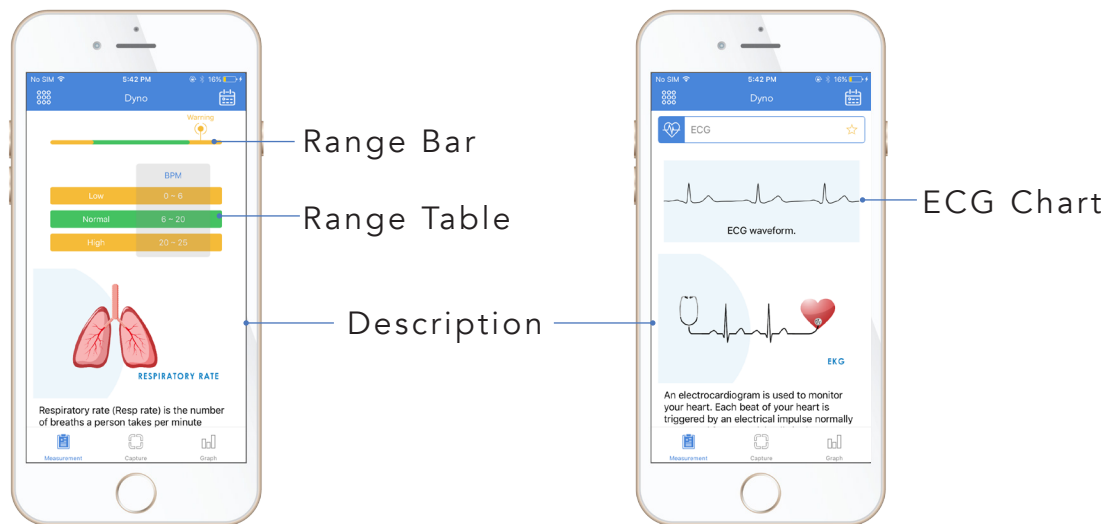 No SIM 5:42 PM 16%
Dyno
Warning
BPM
Low 0 ~ 6
Normal 6 ~ 20
High 20 ~ 25
RESPIRATORY RATE
Respiratory rate (Resp rate) is the number
of breaths a person takes per minute
Measurement Capture Graph
Range Bar
Range Table
Description
No SIM 5:42 PM 16%
Dyno
ECG
ECG waveform.
EKG
An electrocardiogram is used to monitor
your heart. Each beat of your heart is
triggered by an electrical impulse normally
Measurement Capture Graph
ECG Chart